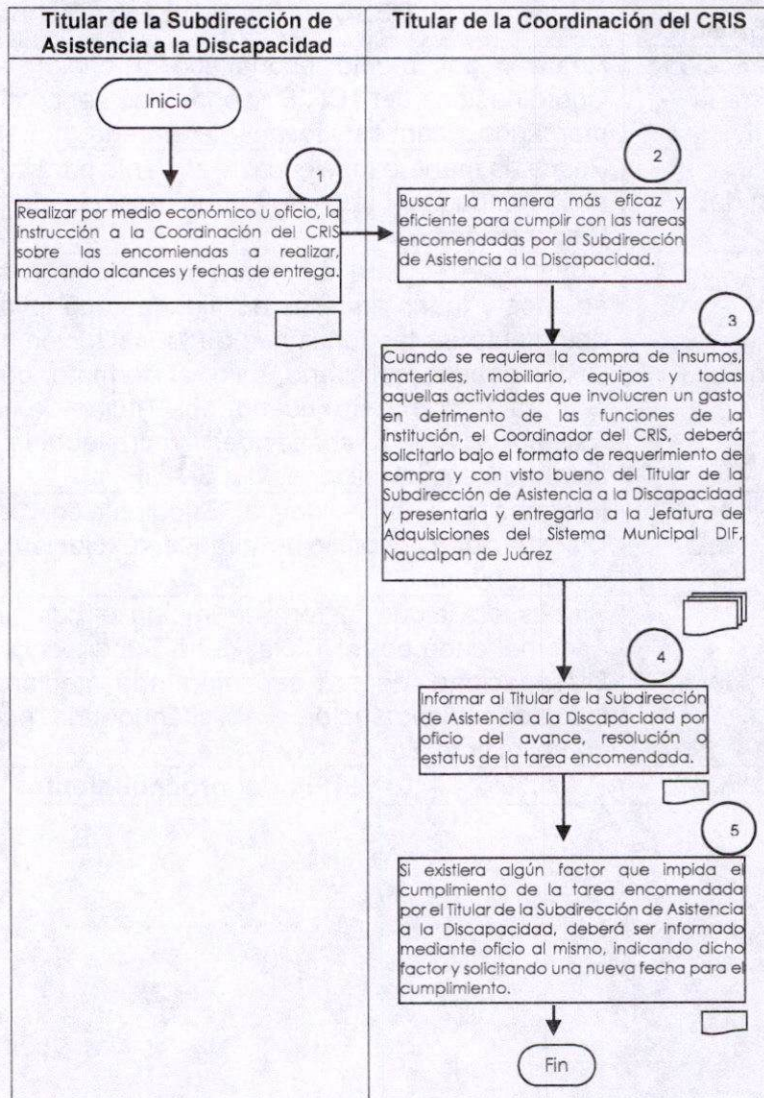 Titular de la Subdirección de
Asistencia a la Discapacidad
Titular de la Coordinación del CRIS
Inicio
1
Realizar por medio económico u oficio, la
instrucción a la Coordinación del CRIS
sobre las encomiendas a realizar,
marcando alcances y fechas de entrega.
2
Buscar la manera más eficaz y
eficiente para cumplir con las tareas
encomendadas por la Subdirección
de Asistencia a la Discapacidad.
3
Cuando se requiera la compra de insumos,
materiales, mobiliario, equipos y todas
aquellas actividades que involucren un gasto
en detrimento de las funciones de la
institución, el Coordinador del CRIS, deberá
solicitarlo bajo el formato de requerimiento de
compra y con visto bueno del Titular de la
Subdirección de Asistencia a la Discapacidad
y presentarla y entregarla a la Jefatura de
Adquisiciones del Sistema Municipal DIF,
Naucalpan de Juárez
4
Informar al Titular de la Subdirección
de Asistencia a la Discapacidad por
oficio del avance, resolución o
estatus de la tarea encomendada.
5
Si existiera algún factor que impida el
cumplimiento de la tarea encomendada
por el Titular de la Subdirección de Asistencia
a la Discapacidad, deberá ser informado
mediante oficio al mismo, indicando dicho
factor y solicitando una nueva fecha para el
cumplimiento.
Fin